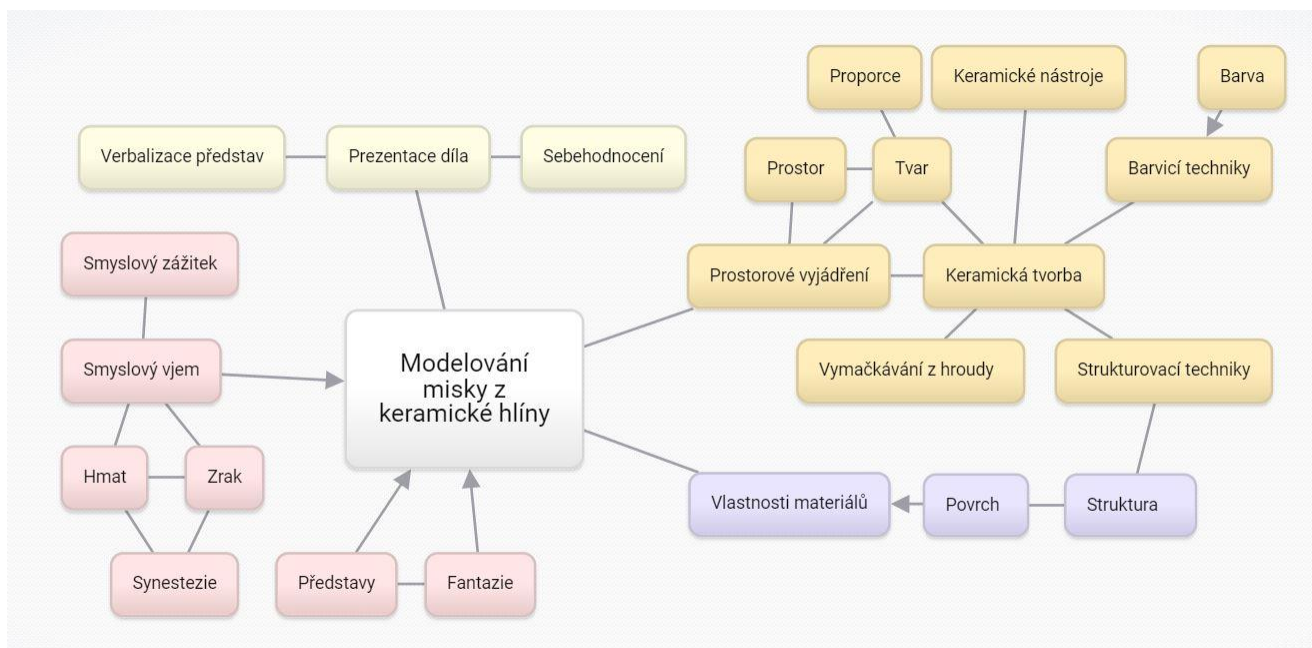 Proporce
Keramické nástroje
Barva
Verbalizace představ
Prezentace díla
Sebehodnocení
Prostor
Tvar
Barvicí techniky
Smyslový zážitek
Prostorové vyjádření
Keramická tvorba
Smyslový vjem
Modelování
misky z
keramické hlíny
Vymačkávání z hroudy
Strukturovací techniky
Hmat
Zrak
Vlastnosti materiálů
Povrch
Struktura
Synestezie
Představy
Fantazie